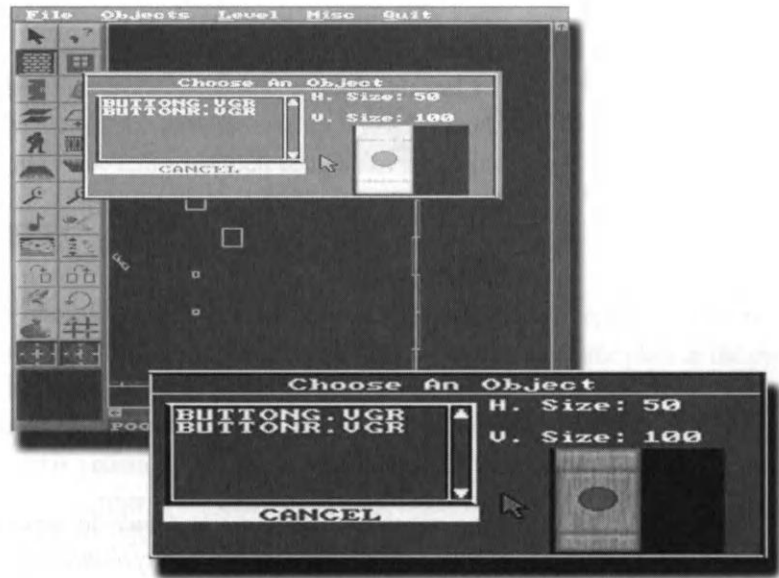 File Objects Level Misc Quit
Choose An Object
BUTTONG.VGR
BUTTONR.VGR
CANCEL
H. Size: 50
V. Size: 100
Choose An Object
BUTTONG.VGR
BUTTONR.VGR
CANCEL
H. Size: 50
V. Size: 100